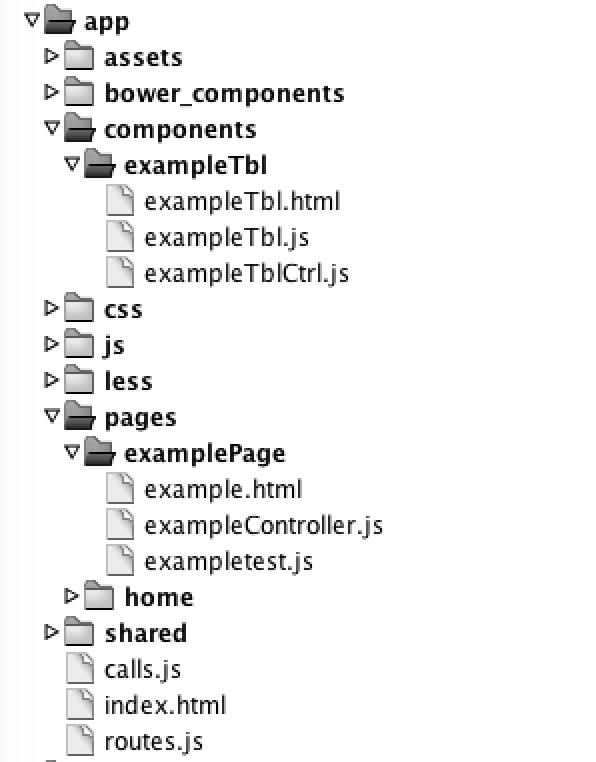 app
assets
bower_components
components
exampleTbl
exampleTbl.html
exampleTbl.js
exampleTblCtrl.js
css
js
less
pages
examplePage
example.html
exampleController.js
exampletest.js
home
shared
calls.js
index.html
routes.js